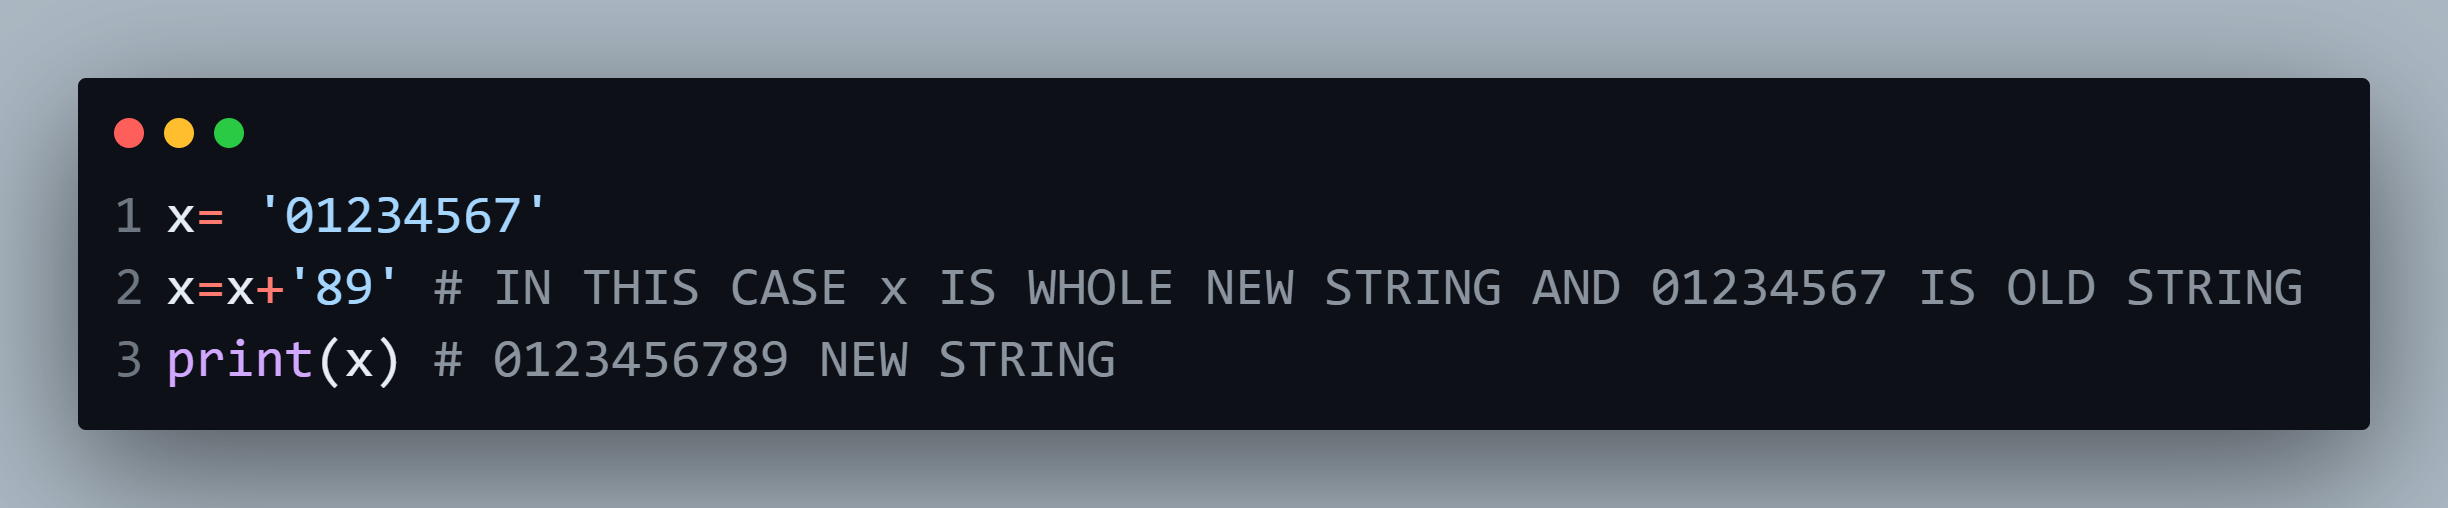 1 x= '01234567'
2 x=x+'89' # IN THIS CASE x IS WHOLE NEW STRING AND 01234567 IS OLD STRING
3 print(x) # 0123456789 NEW STRING